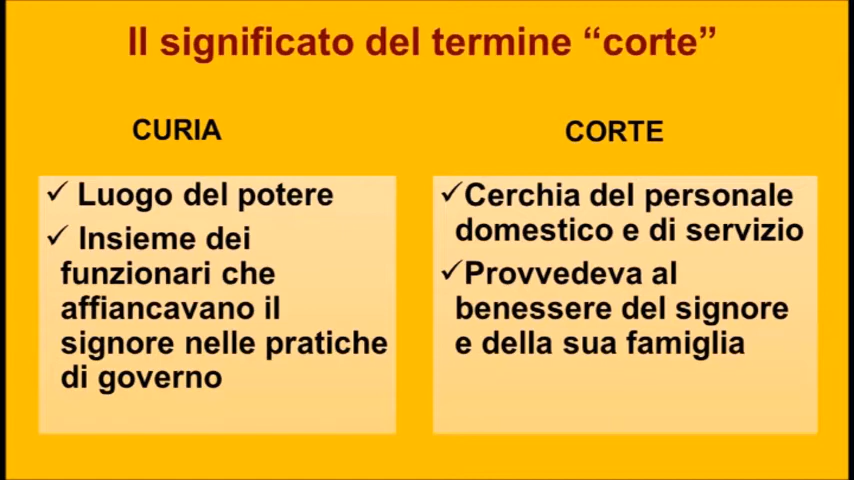 Il significato del termine “corte”
CURIA
✓ Luogo del potere
✓ Insieme dei
funzionari che
affiancavano il
signore nelle pratiche
di governo
CORTE
✓Cerchia del personale
domestico e di servizio
✓Provvedeva al
benessere del signore
e della sua famiglia